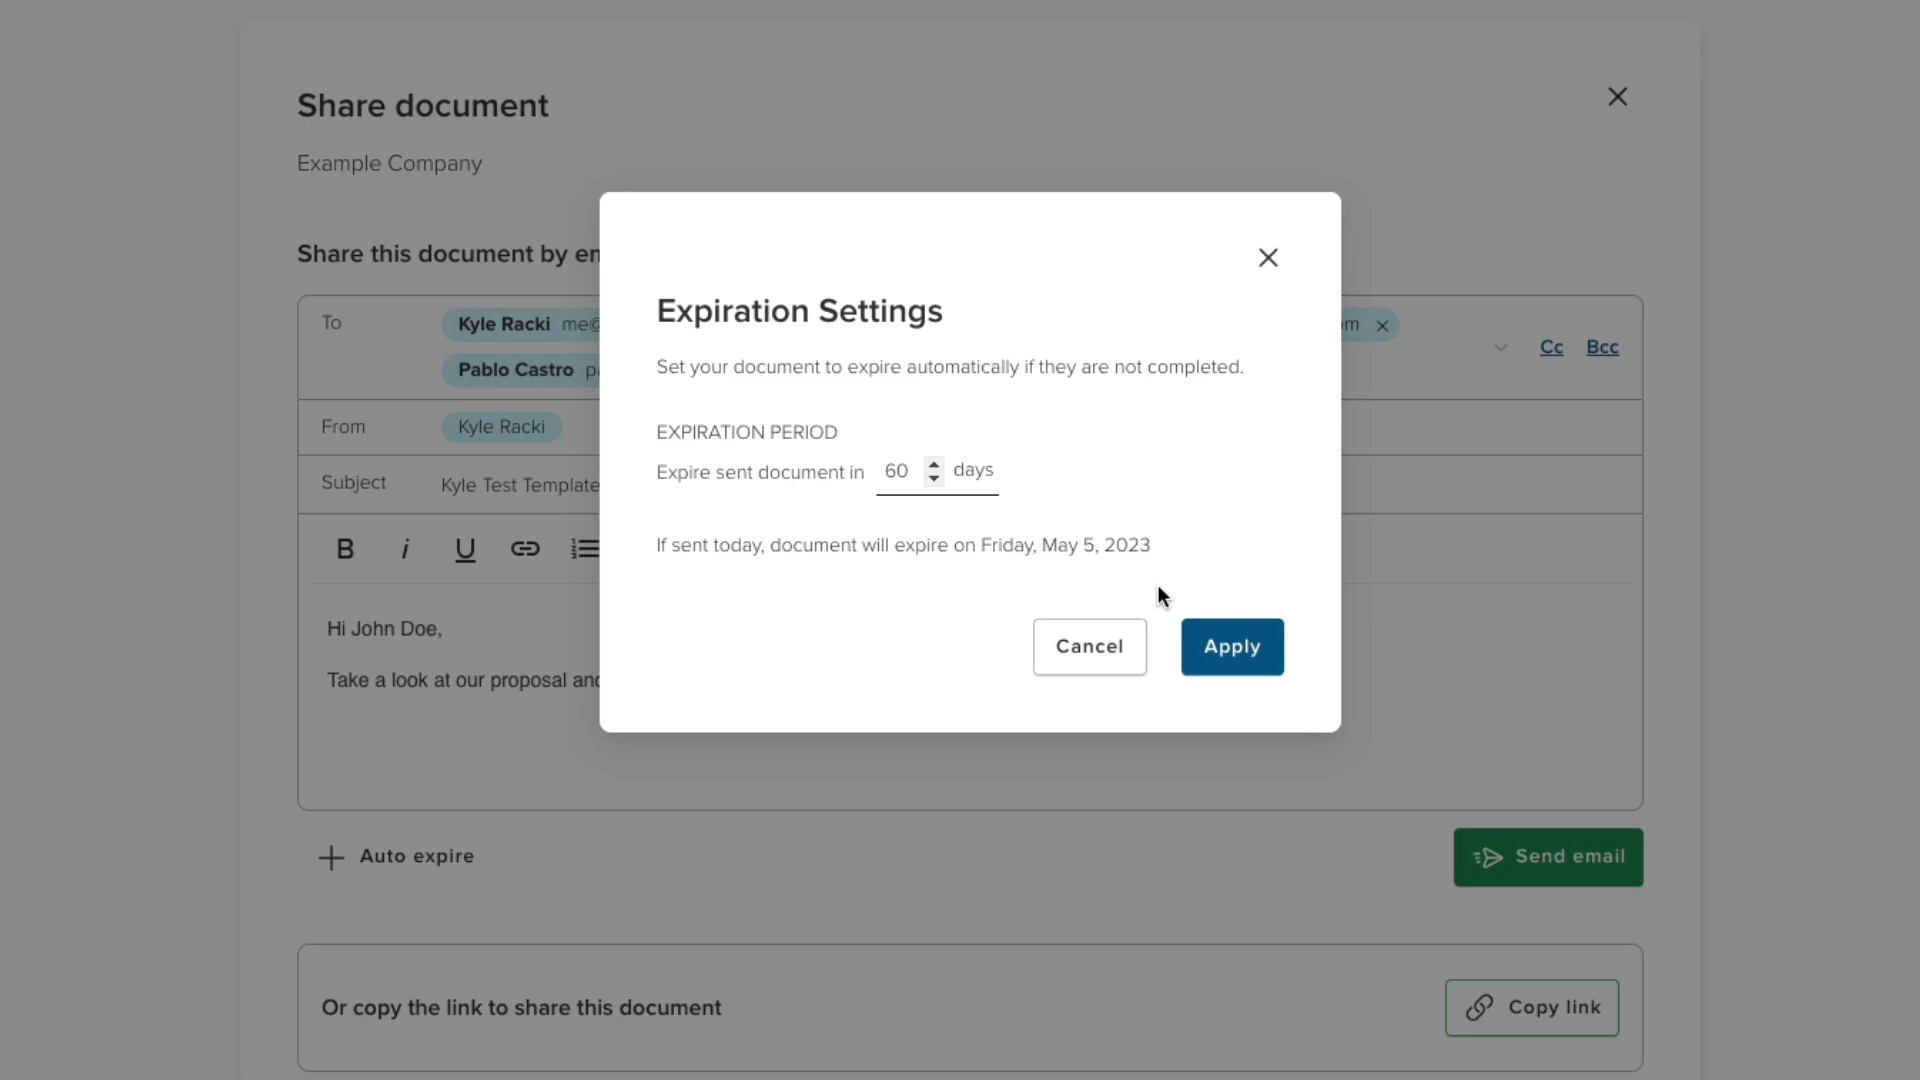 Share document
Example Company
Share this document by
To
Kyle Racki
Cc Bcc
Pablo Castro
From Kyle Racki
Subject Kyle Test Template
B i U
Hi John Doe,
Take a look at our proposal
Expiration Settings
Set your document to expire automatically if they are not completed.
EXPIRATION PERIOD
Expire sent document in 60 days
If sent today, document will expire on Friday, May 5, 2023
Cancel Apply
Auto expire
Send email
Or copy the link to share this document
Copy link